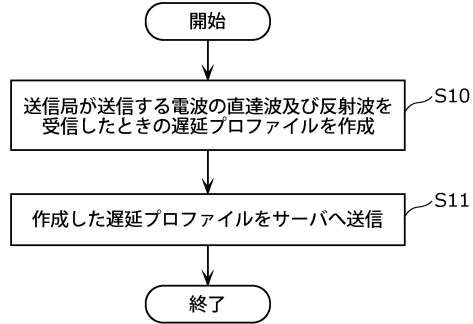 開始
送信局が送信する電波の直達波及び反射波を
受信したときの遅延プロファイルを作成
S10
作成した遅延プロファイルをサーバへ送信
S11
終了